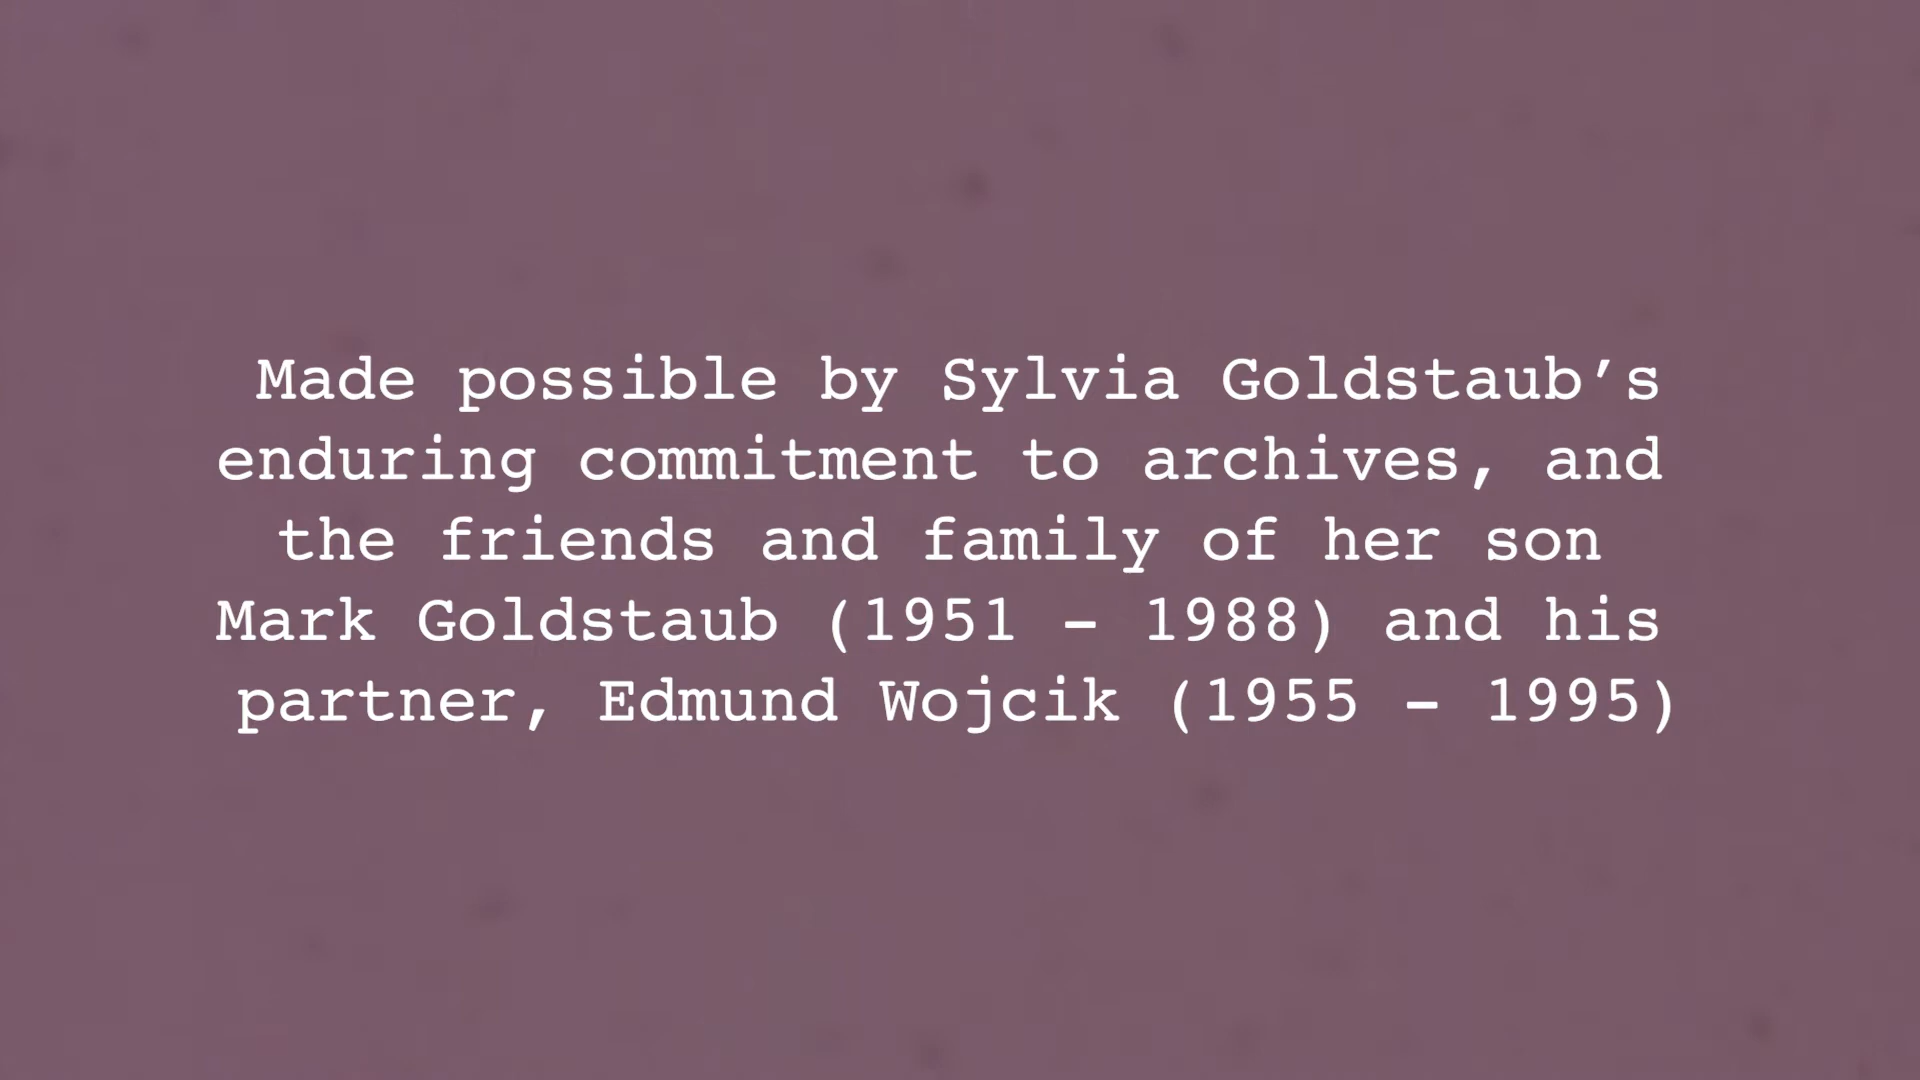 Made possible by Sylvia Goldstaub’s
enduring commitment to archives, and
the friends and family of her son
Mark Goldstaub (1951 – 1988) and his
partner, Edmund Wojcik (1955 – 1995)